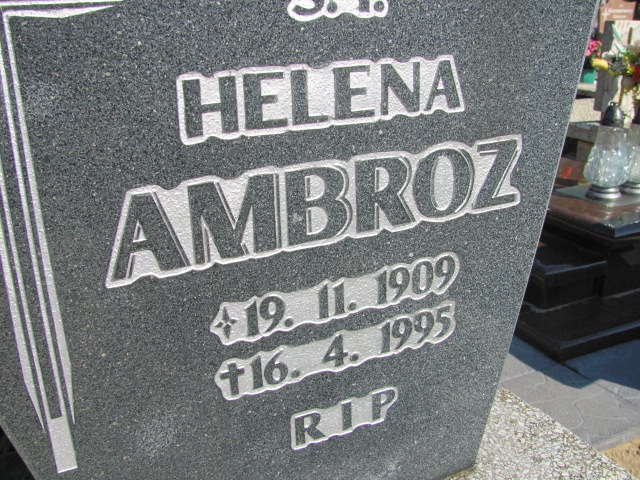 Ś.P.
HELENA
AMBROZ
19. 11. 1909
†16. 4. 1995
RIP